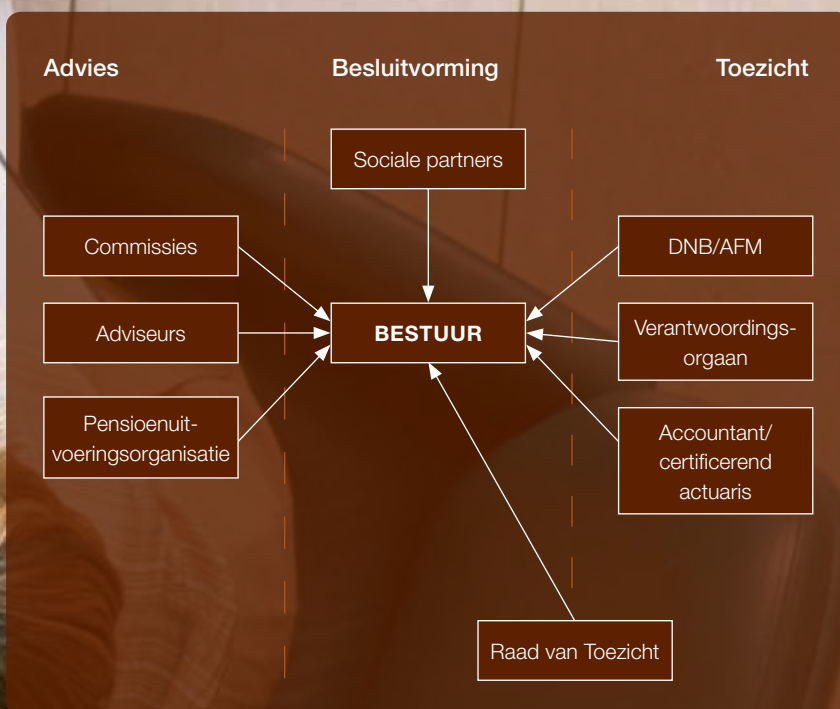 Advies
Besluitvorming
Toezicht
Sociale partners
Commissies
Adviseurs
Pensioenuit-
voeringsorganisatie
BESTUUR
DNB/AFM
Verantwoordings-
orgaan
Accountant/
certificerend
actuaris
Raad van Toezicht